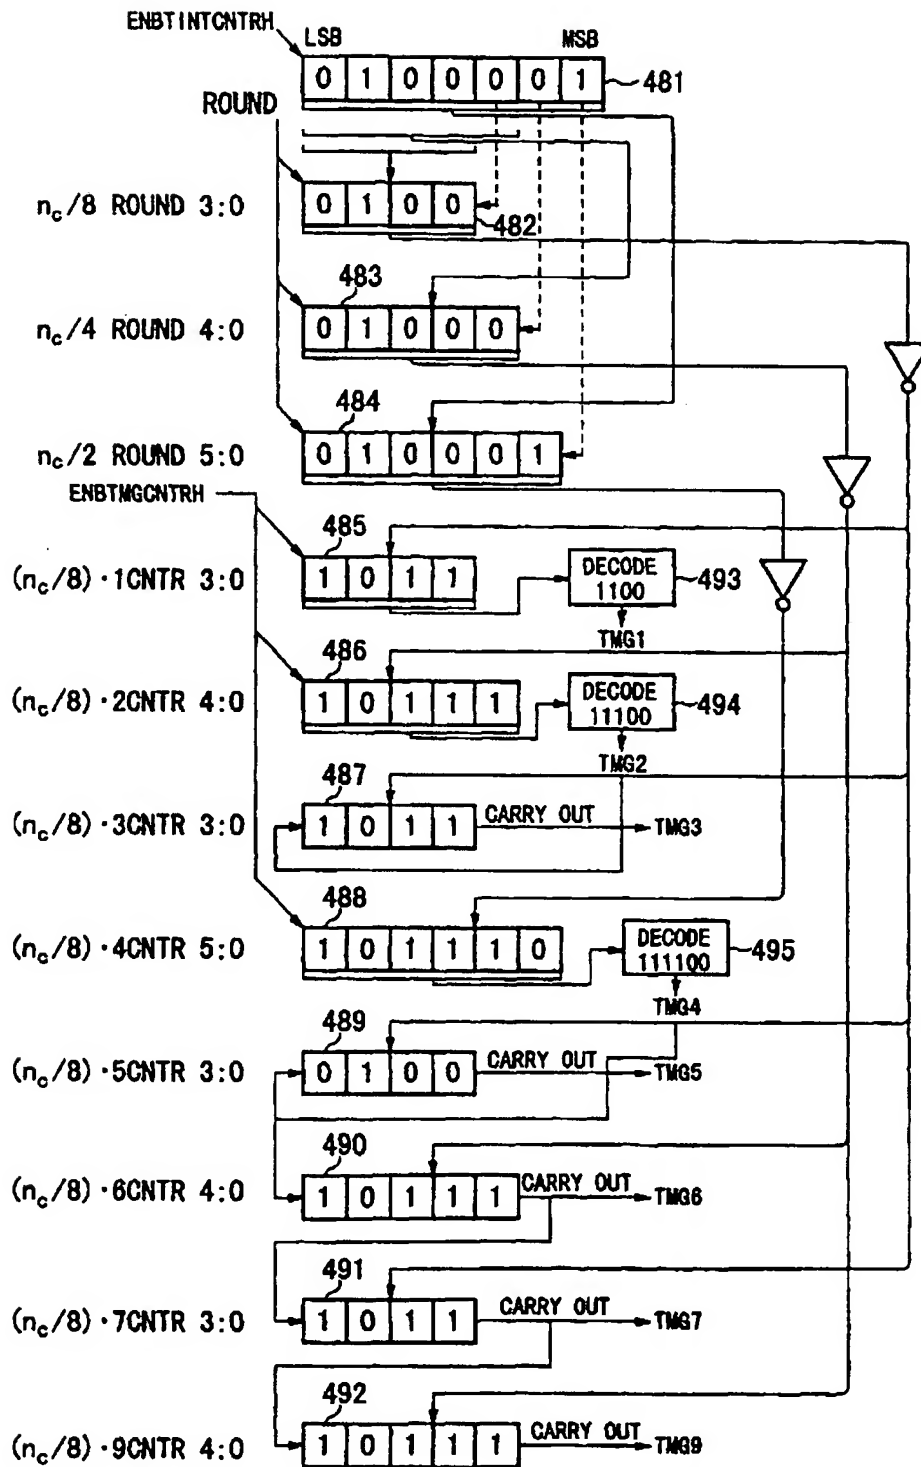 ENBTINTCNTRH
LSB MSB
0 1 0 0 0 0 1 481
ROUND
n_c/8 ROUND 3:0 0 1 0 0 482
483
n_c/4 ROUND 4:0 0 1 0 0 0
484
n_c/2 ROUND 5:0 0 1 0 0 0 1
ENBTMGCNTRH
485
(n_c/8)·1CNTR 3:0 1 0 1 1 DECODE 1100 493
TMG1
486
(n_c/8)·2CNTR 4:0 1 0 1 1 1 DECODE 11100 494
TMG2
487
(n_c/8)·3CNTR 3:0 1 0 1 1 CARRY OUT TMG3
488
(n_c/8)·4CNTR 5:0 1 0 1 1 1 0 DECODE 111100 495
TMG4
489
(n_c/8)·5CNTR 3:0 0 1 0 0 CARRY OUT TMG5
490
(n_c/8)·6CNTR 4:0 1 0 1 1 1 CARRY OUT TMG6
491
(n_c/8)·7CNTR 3:0 1 0 1 1 CARRY OUT TMG7
492
(n_c/8)·9CNTR 4:0 1 0 1 1 1 CARRY OUT TMG9